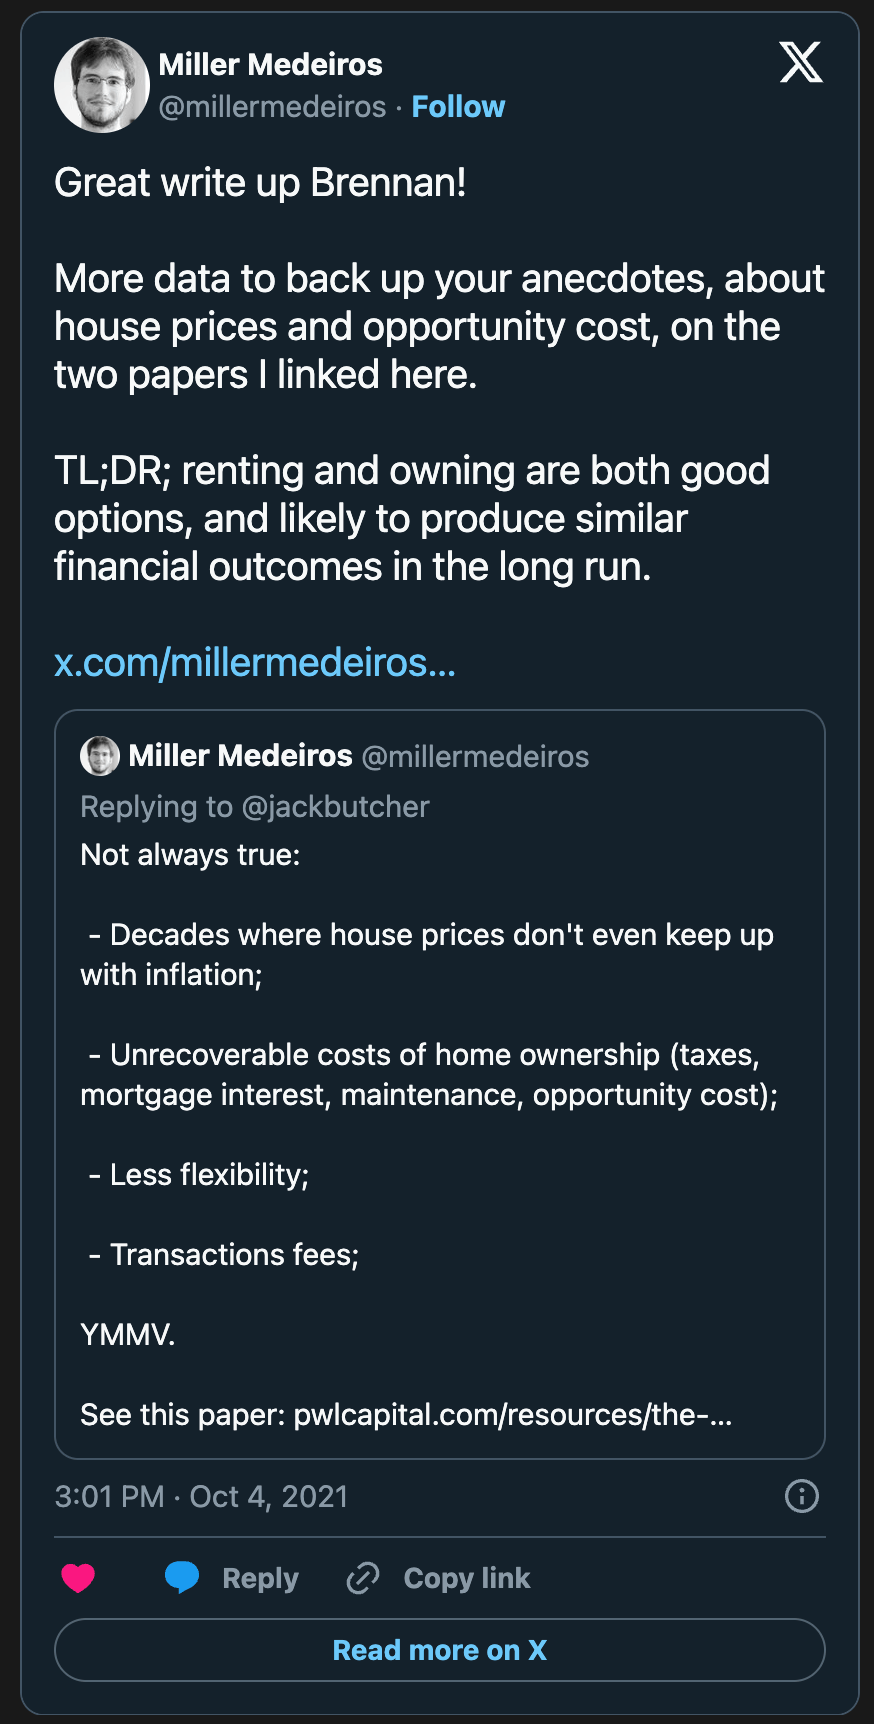 Miller Medeiros
@millermedeiros · Follow
Great write up Brennan!
More data to back up your anecdotes, about
house prices and opportunity cost, on the
two papers I linked here.
TL;DR; renting and owning are both good
options, and likely to produce similar
financial outcomes in the long run.
x.com/millermedeiros...
Miller Medeiros @millermedeiros
Replying to @jackbutcher
Not always true:
- Decades where house prices don't even keep up
with inflation;
- Unrecoverable costs of home ownership (taxes,
mortgage interest, maintenance, opportunity cost);
- Less flexibility;
- Transactions fees;
YMMV.
See this paper: pwlcapital.com/resources/the-...
3:01 PM · Oct 4, 2021
Reply Copy link
Read more on X